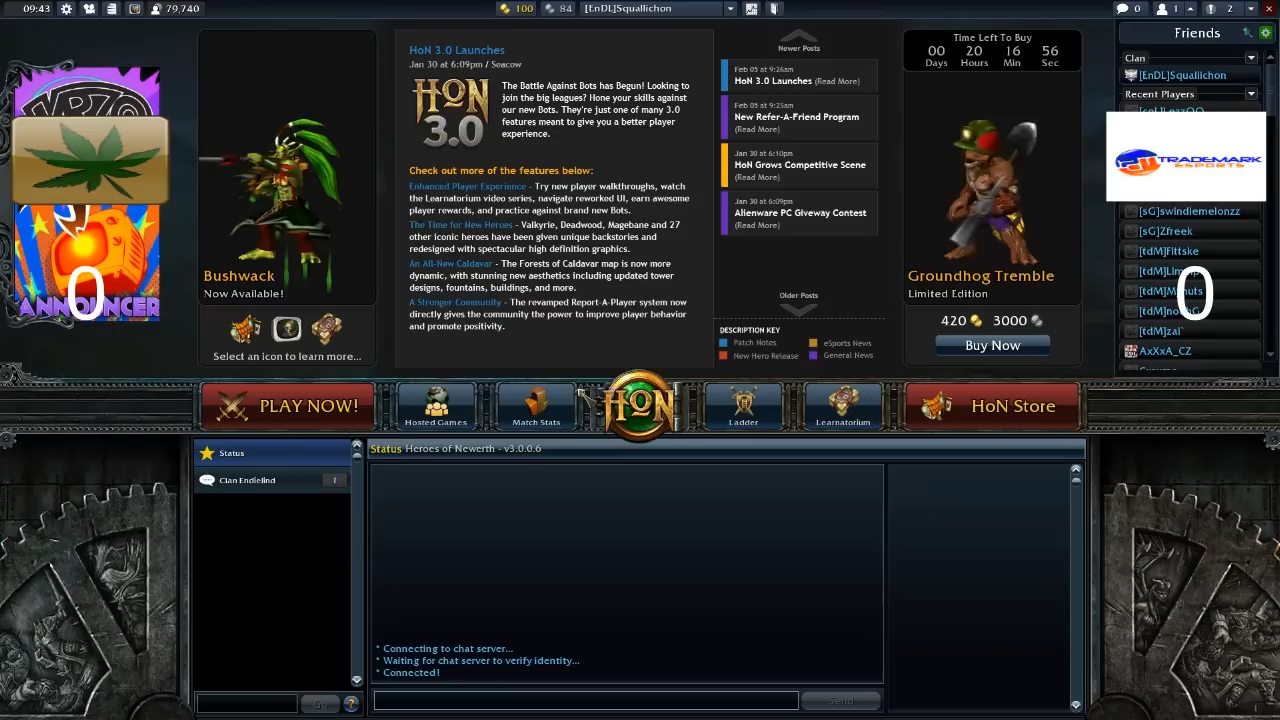 09:43
79,740
100
84
[EnDL]Squallichon
0
1
2
ANNOUNCER
0
Bushwack
Now Available!
Select an icon to learn more...
HoN 3.0 Launches
Jan 30 at 6:09pm / Seacow
HON
3.0
The Battle Against Bots has Begun! Looking to
join the big leagues? Hone your skills against
our new Bots. They're just one of many 3.0
features meant to give you a better player
experience.
Check out more of the features below:
Enhanced Player Experience - Try new player walkthroughs, watch
the Learnatorium video series, navigate reworked UI, earn awesome
player rewards, and practice against brand new Bots.
The Time for New Heroes - Valkyrie, Deadwood, Magebane and 27
other iconic heroes have been given unique backstories and
redesigned with spectacular high definition graphics.
An All-New Caldavar - The Forests of Caldavar map is now more
dynamic, with stunning new aesthetics including updated tower
designs, fountains, buildings, and more.
A Stronger Community - The revamped Report-A-Player system now
directly gives the community the power to improve player behavior
and promote positivity.
Newer Posts
Feb 05 at 9:26am
HoN 3.0 Launches (Read More)
Feb 05 at 9:25am
New Refer-A-Friend Program
(Read More)
Jan 30 at 6:10pm
HoN Grows Competitive Scene
(Read More)
Jan 30 at 6:09pm
Alienware PC Giveway Contest
(Read More)
Older Posts
DESCRIPTION KEY
Patch Notes
eSports News
New Hero Release
General News
Time Left To Buy
00 20 16 56
Days Hours Min Sec
Groundhog Tremble
Limited Edition
420 3000
Buy Now
Friends
Clan
[EnDL]Squallichon
Recent Players
TRADEMARK
ESPORTS
[sG]swindlemelonzz
[sG]Zfreek
[tdM]Fittske
[tdM]zal`
AxXxA_CZ
0
PLAY NOW!
Hosted Games
Match Stats
HON
Ladder
Learnatorium
HoN Store
Status
Clan Endielind
1
Status Heroes of Newerth - v3.0.0.6
* Connecting to chat server...
* Waiting for chat server to verify identity...
* Connected!
Go
?
Send